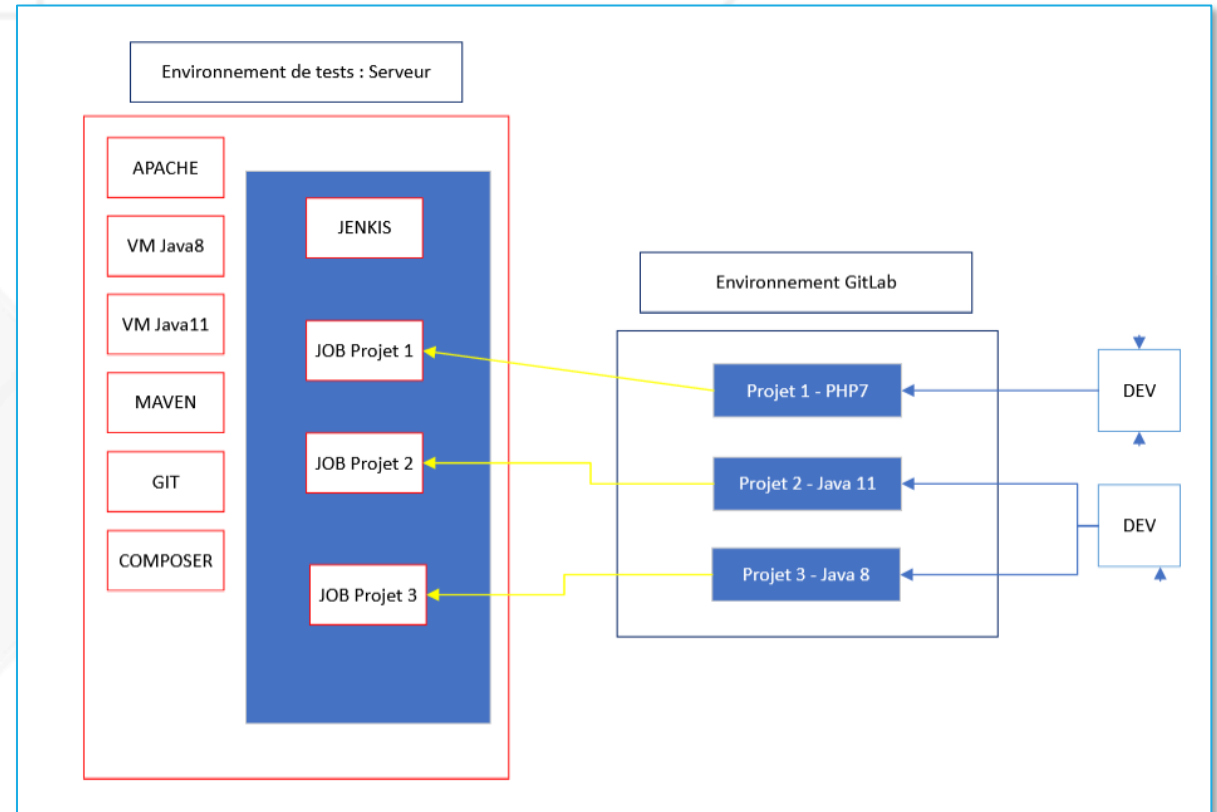 Environnement de tests : Serveur
APACHE
VM Java8
VM Java11
MAVEN
GIT
COMPOSER
JENKIS
JOB Projet 1
JOB Projet 2
JOB Projet 3
Environnement GitLab
Projet 1 - PHP7
Projet 2 - Java 11
Projet 3 - Java 8
DEV
DEV